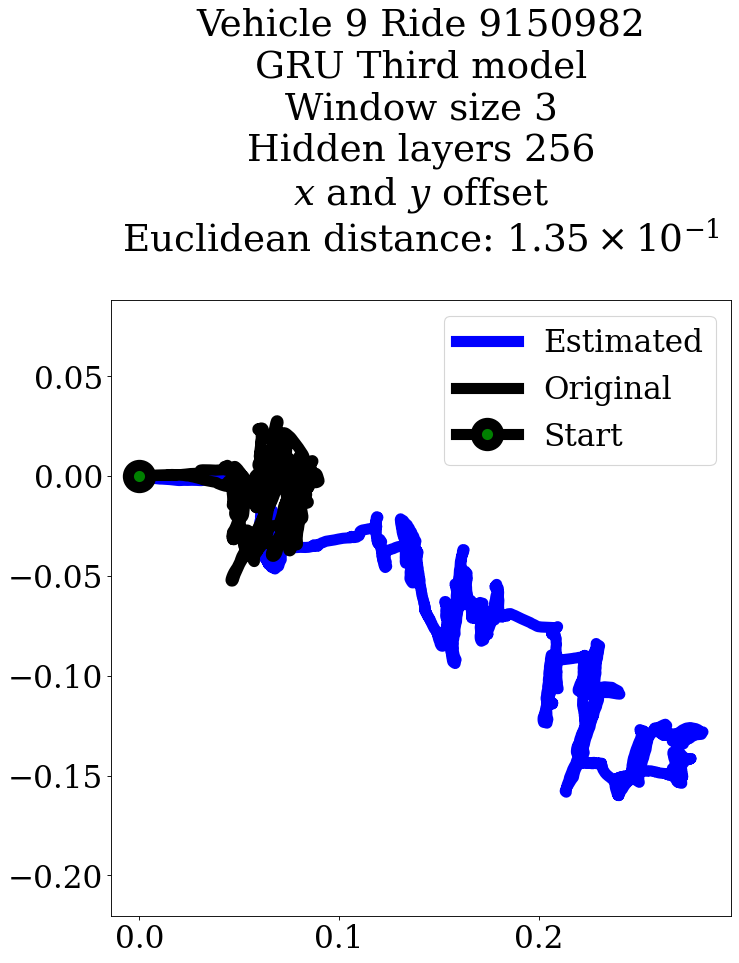 Vehicle 9 Ride 9150982
GRU Third model
Window size 3
Hidden layers 256
x and y offset
Euclidean distance: 1.35 × 10⁻¹
Estimated
Original
Start
0.05
0.00
−0.05
−0.10
−0.15
−0.20
0.0 0.1 0.2